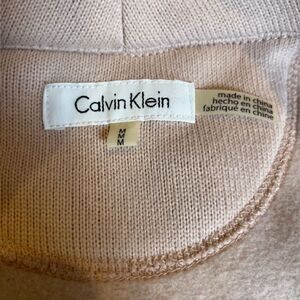 Calvin Klein
M
M
M
made in china
hecho en china
fabriqué en chine